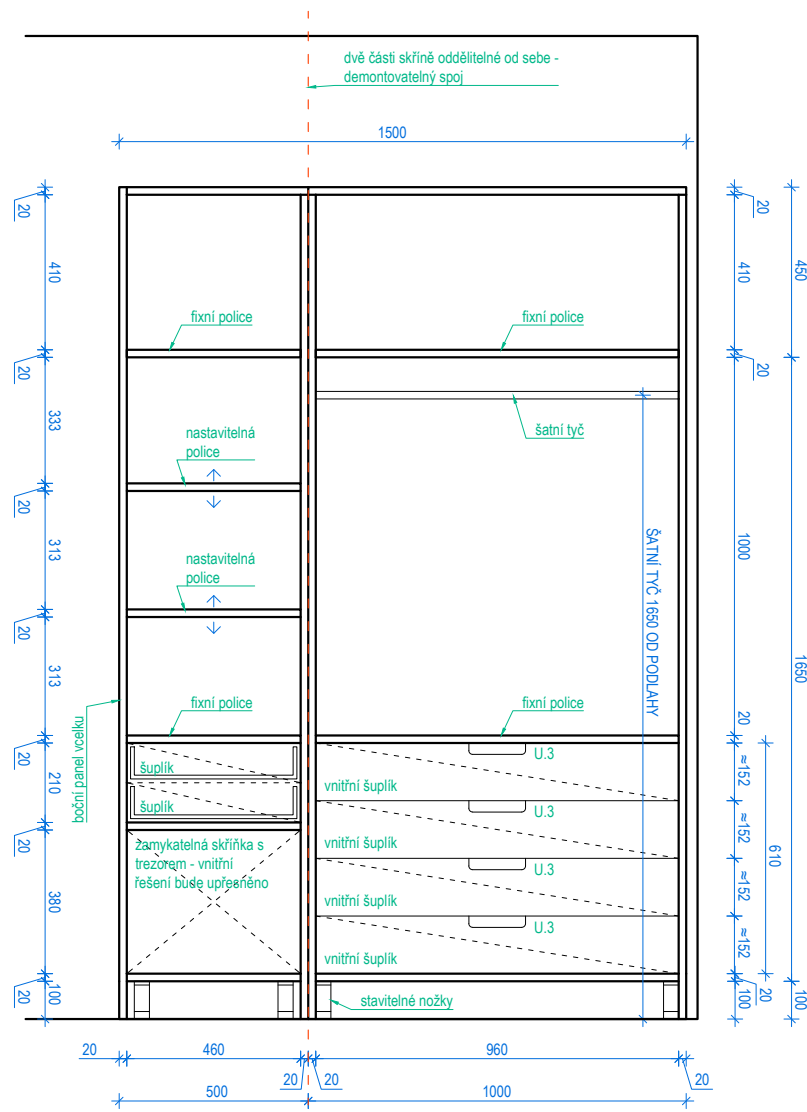 dvě části skříně oddělitelné od sebe -
demontovatelný spoj
1500
20
410
20
333
20
313
20
313
20
210
20
380
20
100
20
410
20
1000
20
≈152
≈152
≈152
≈152
20
100
450
1650
610
100
fixní police
fixní police
šatní tyč
nastavitelná
police
nastavitelná
police
ŠATNÍ TYČ 1650 OD PODLAHY
fixní police
fixní police
boční panel vcelku
šuplík
šuplík
U.3
vnitřní šuplík
U.3
vnitřní šuplík
U.3
vnitřní šuplík
U.3
vnitřní šuplík
zamykatelná skříňka s
trezorem - vnitřní
řešení bude upřesněno
stavitelné nožky
20
460
20
20
960
20
500
1000